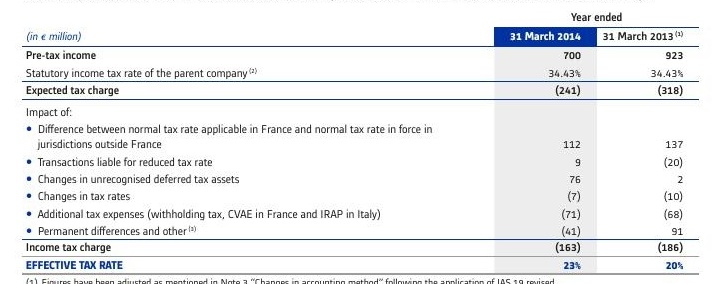 Year ended
(in € million) 31 March 2014 31 March 2013 (1)
Pre-tax income 700 923
Statutory income tax rate of the parent company (2) 34.43% 34.43%
Expected tax charge (241) (318)
Impact of:
• Difference between normal tax rate applicable in France and normal tax rate in force in
jurisdictions outside France 112 137
• Transactions liable for reduced tax rate 9 (20)
• Changes in unrecognised deferred tax assets 76 2
• Changes in tax rates (7) (10)
• Additional tax expenses (withholding tax, CVAE in France and IRAP in Italy) (71) (68)
• Permanent differences and other (3) (41) 91
Income tax charge (163) (186)
EFFECTIVE TAX RATE 23% 20%
(1) Figures have been adjusted as mentioned in Note 3 "Changes in accounting method" following the application of IAS 19 revised